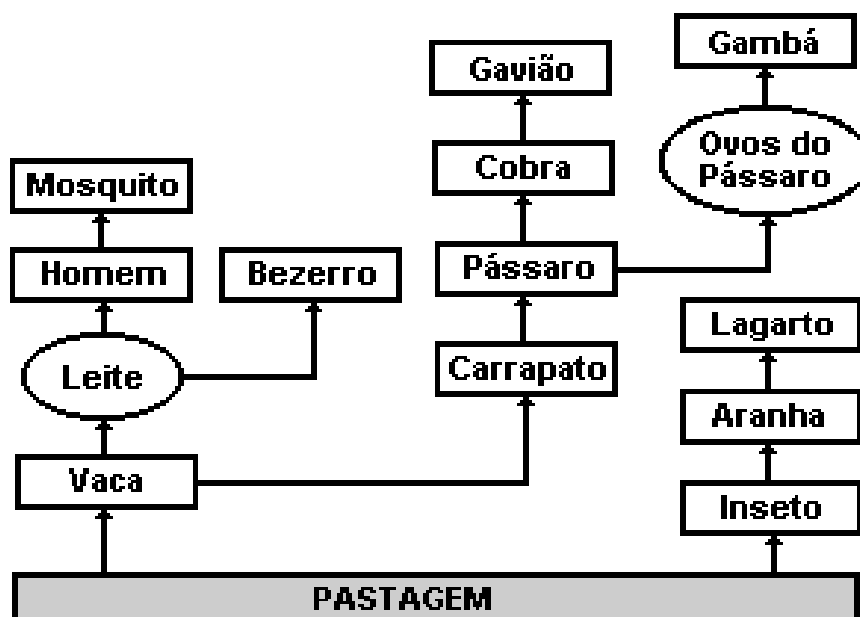 Gambá
Gavião
Ovos do
Pássaro
Cobra
Mosquito
Homem
Bezerro
Pássaro
Lagarto
Leite
Carrapato
Aranha
Vaca
Inseto
PASTAGEM